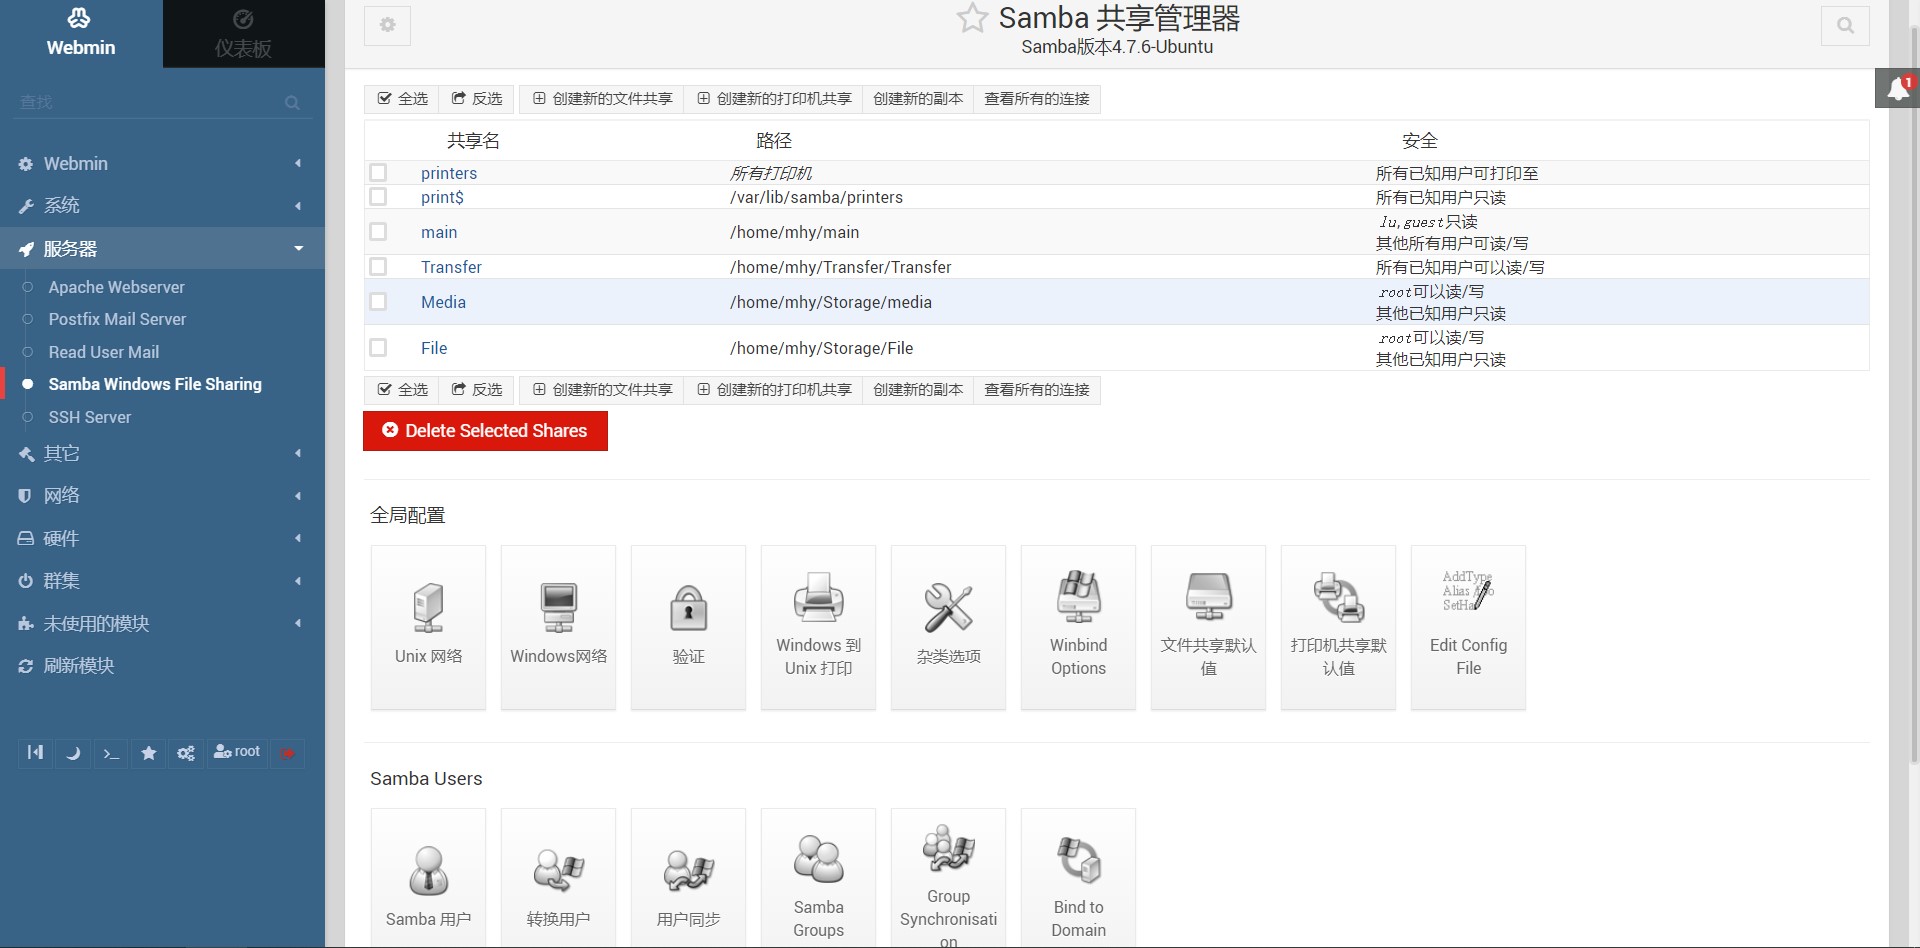 Webmin
仪表板
查找
Webmin
系统
服务器
Apache Webserver
Postfix Mail Server
Read User Mail
Samba Windows File Sharing
SSH Server
其它
网络
硬件
群集
未使用的模块
刷新模块
root
Samba 共享管理器
Samba版本4.7.6-Ubuntu
1
全选 反选 创建新的文件共享 创建新的打印机共享 创建新的副本 查看所有的连接
共享名 路径 安全
printers 所有打印机 所有已知用户可打印至
print$ /var/lib/samba/printers 所有已知用户只读
main /home/mhy/main lu,guest只读
其他所有用户可读/写
Transfer /home/mhy/Transfer/Transfer 所有已知用户可以读/写
Media /home/mhy/Storage/media root可以读/写
其他已知用户只读
File /home/mhy/Storage/File root可以读/写
其他已知用户只读
全选 反选 创建新的文件共享 创建新的打印机共享 创建新的副本 查看所有的连接
Delete Selected Shares
全局配置
Unix 网络
Windows网络
验证
Windows 到
Unix 打印
杂类选项
Winbind
Options
文件共享默认
值
打印机共享默
认值
AddType
Alias
SetHa
Edit Config
File
Samba Users
Samba 用户
转换用户
用户同步
Samba
Groups
Group
Synchronisati
on
Bind to
Domain